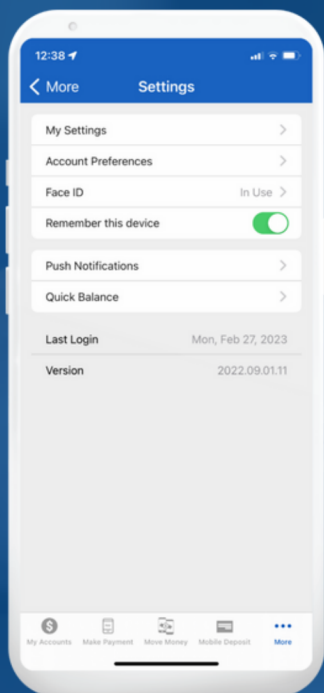 12:38
More Settings
My Settings
Account Preferences
Face ID In Use
Remember this device
Push Notifications
Quick Balance
Last Login Mon, Feb 27, 2023
Version 2022.09.01.11
My Accounts Make Payment Move Money Mobile Deposit More